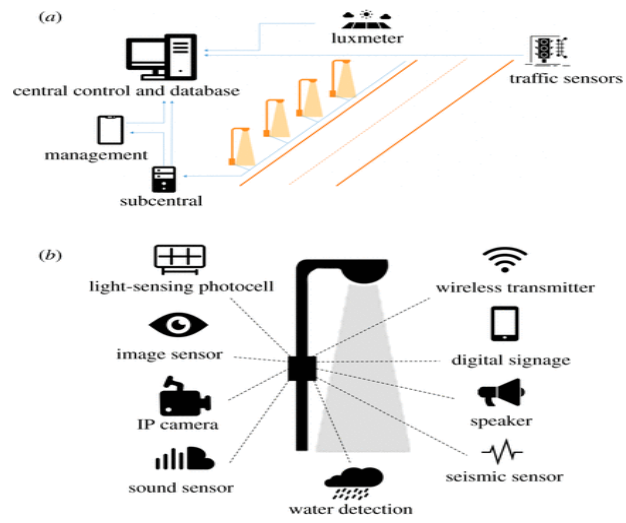 (a)
luxmeter
traffic sensors
central control and database
management
subcentral
(b)
light-sensing photocell
wireless transmitter
image sensor
digital signage
IP camera
speaker
sound sensor
seismic sensor
water detection